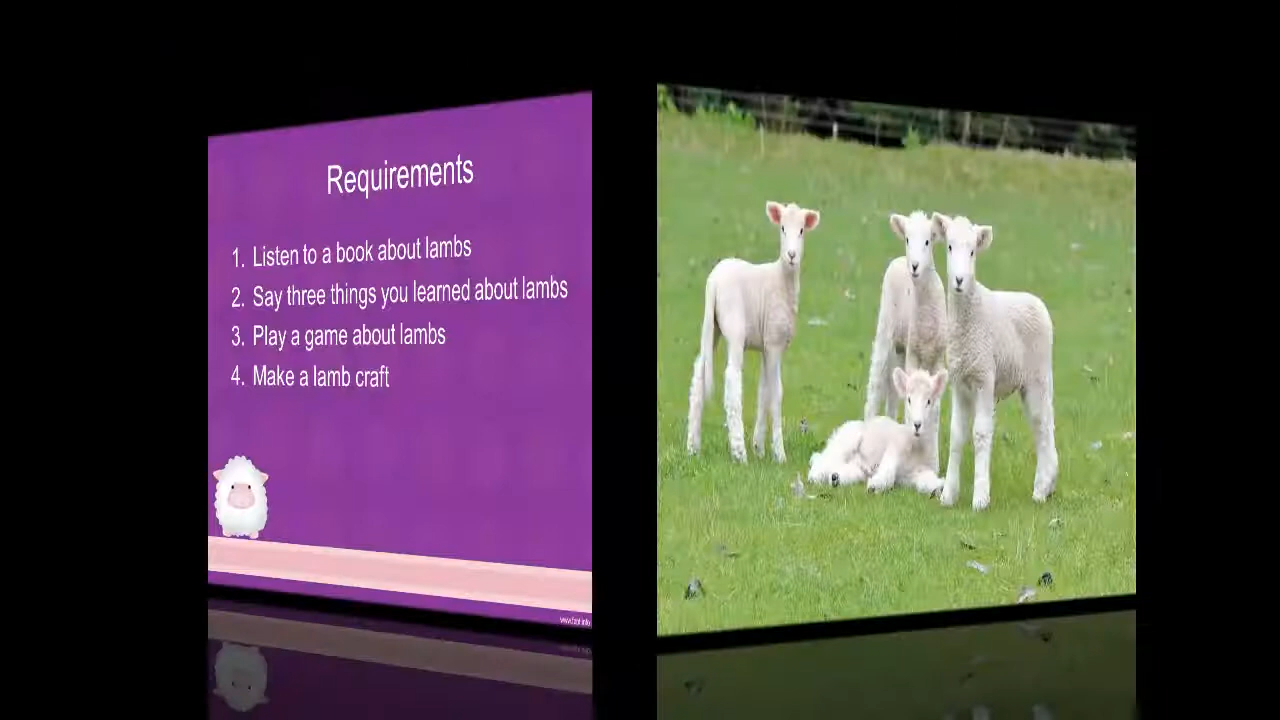 Requirements
1. Listen to a book about lambs
2. Say three things you learned about lambs
3. Play a game about lambs
4. Make a lamb craft